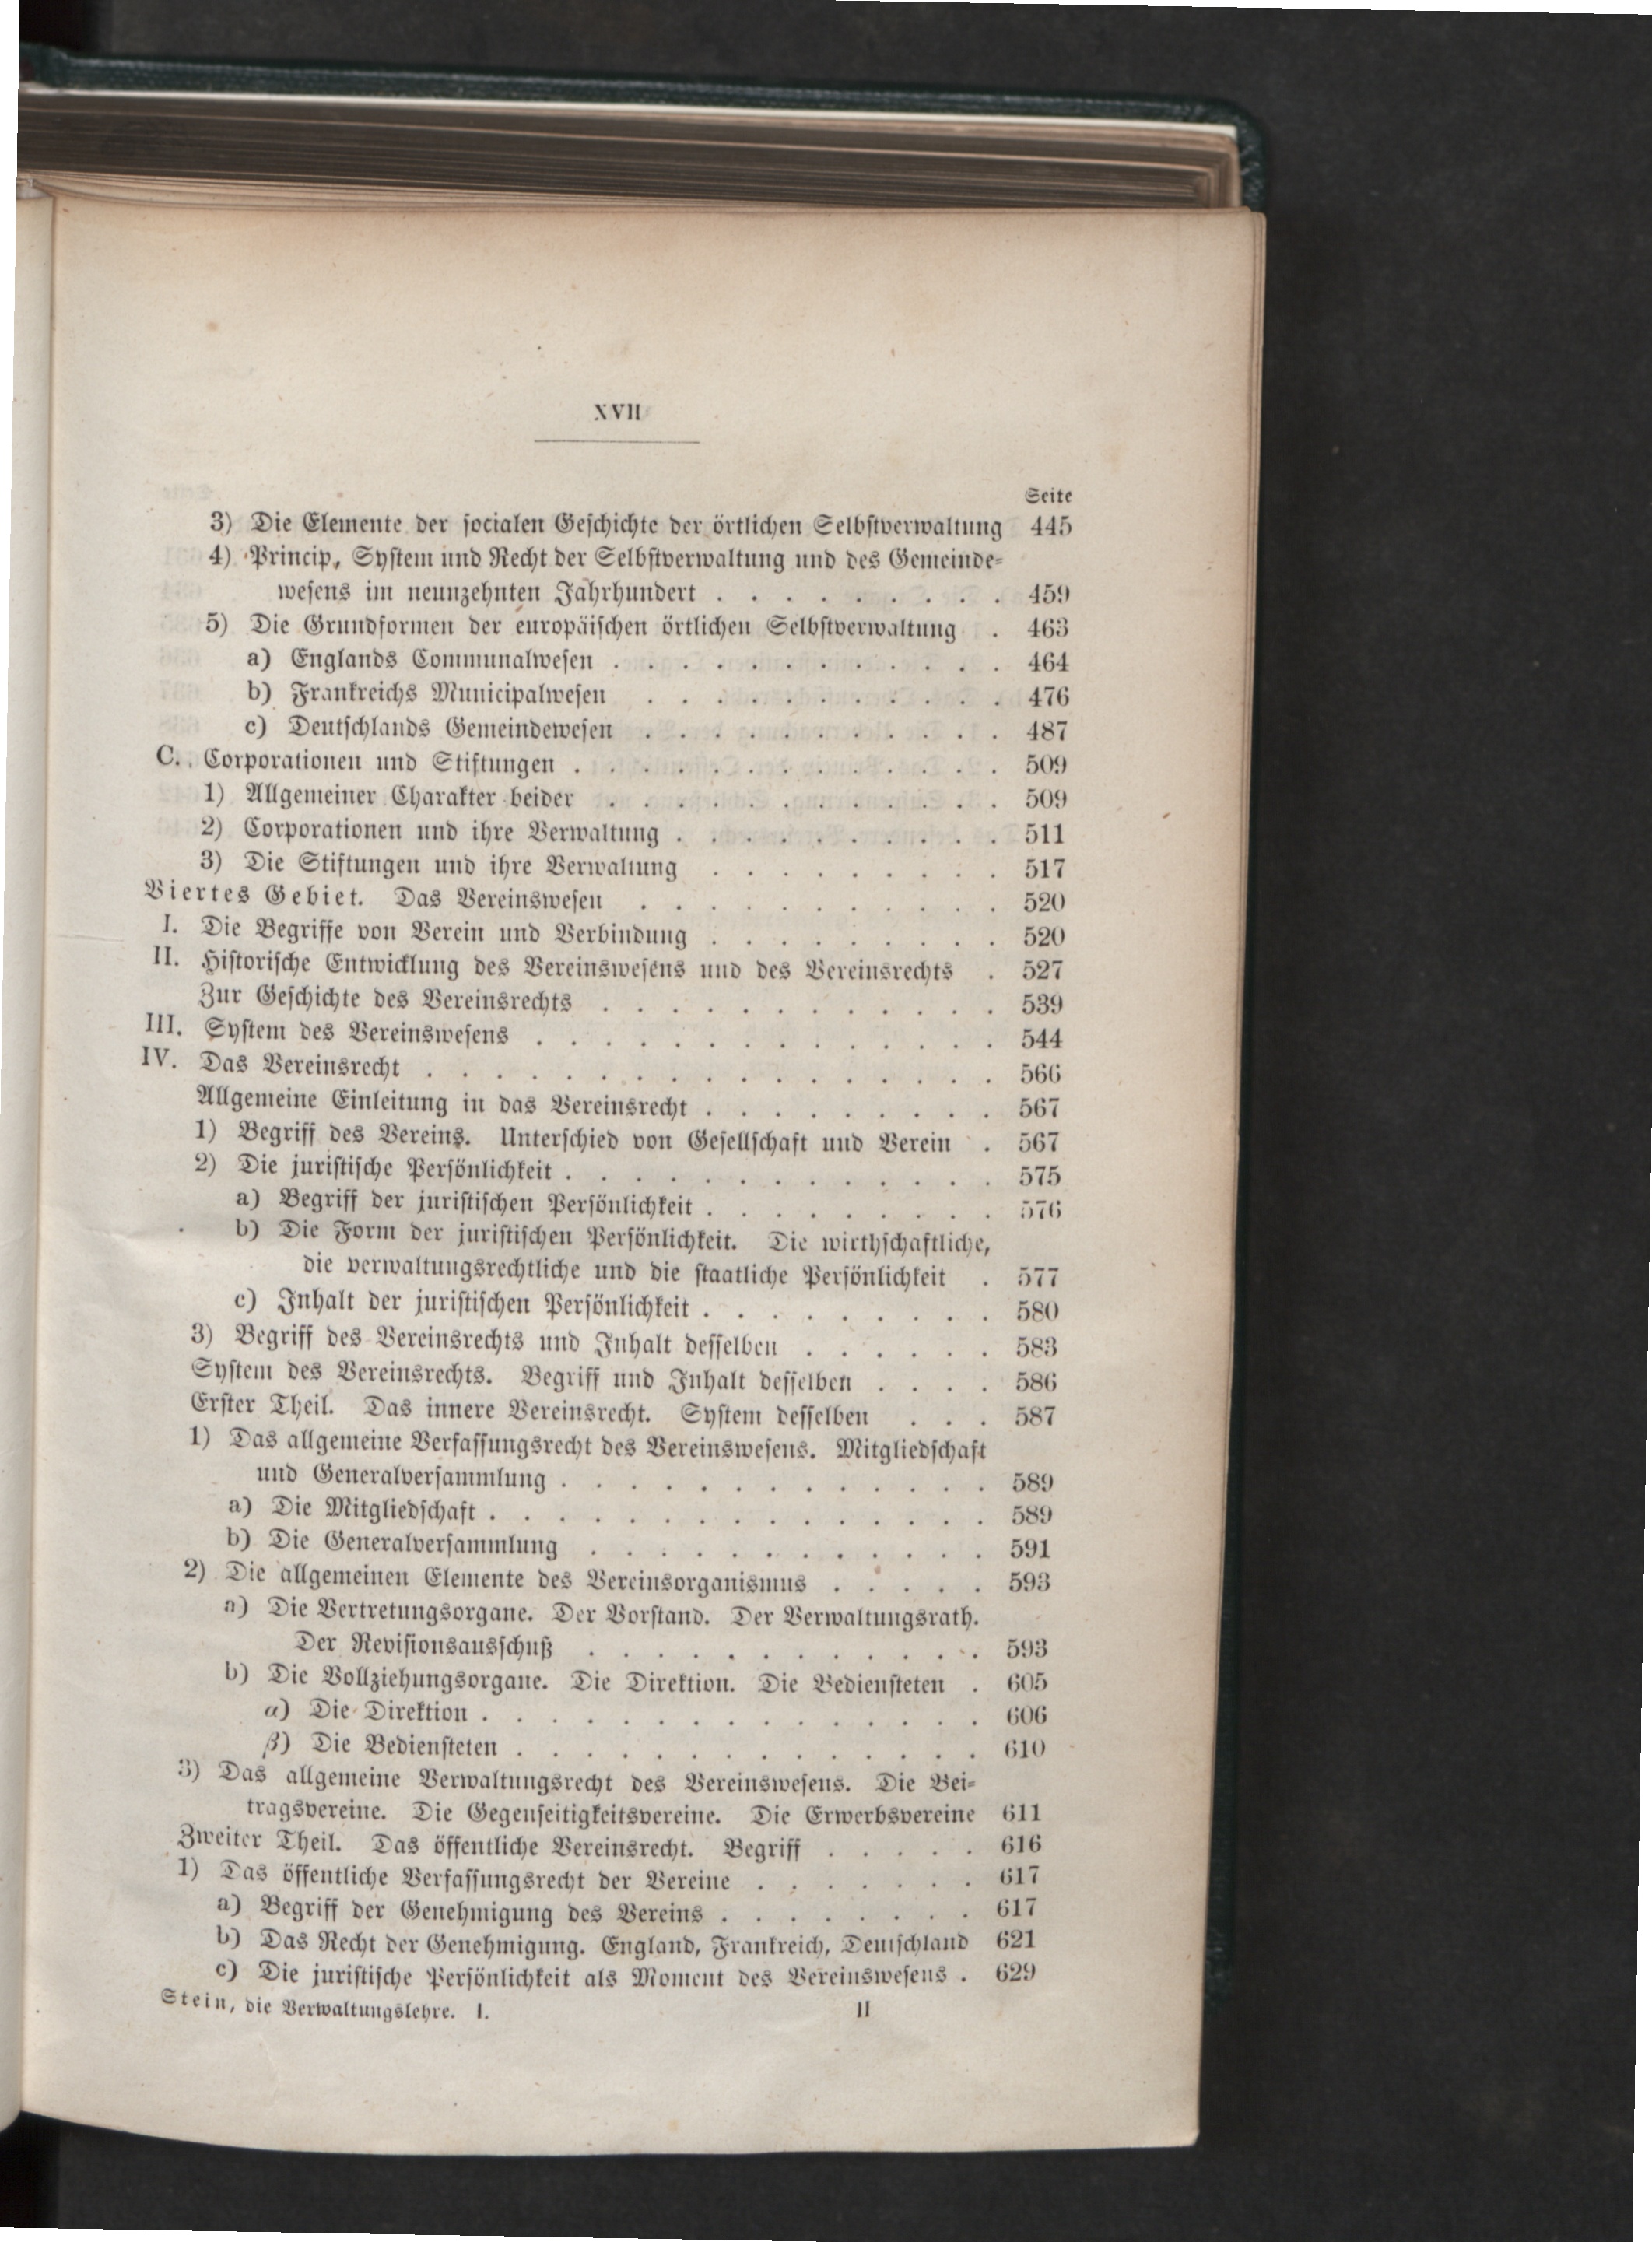 XVII
Seite
3) Die Elemente der socialen Geschichte der örtlichen Selbstverwaltung 445
4) Princip, System und Recht der Selbstverwaltung und des Gemeinde-
wesens im neunzehnten Jahrhundert . . . . . . . . . 459
5) Die Grundformen der europäischen örtlichen Selbstverwaltung . 463
a) Englands Communalwesen . . . . . . . . . . . . 464
b) Frankreichs Municipalwesen . . . . . . . . . . . 476
c) Deutschlands Gemeindewesen . . . . . . . . . . . 487
C. Corporationen und Stiftungen . . . . . . . . . . . . . 509
1) Allgemeiner Charakter beider . . . . . . . . . . . . 509
2) Corporationen und ihre Verwaltung . . . . . . . . . . 511
3) Die Stiftungen und ihre Verwaltung . . . . . . . . . 517
Viertes Gebiet. Das Vereinswesen . . . . . . . . . . . 520
I. Die Begriffe von Verein und Verbindung . . . . . . . . . 520
II. Historische Entwicklung des Vereinswesens und des Vereinsrechts . 527
Zur Geschichte des Vereinsrechts . . . . . . . . . . . . 539
III. System des Vereinswesens . . . . . . . . . . . . . . 544
IV. Das Vereinsrecht . . . . . . . . . . . . . . . . . 566
Allgemeine Einleitung in das Vereinsrecht . . . . . . . . . 567
1) Begriff des Vereins. Unterschied von Gesellschaft und Verein . 567
2) Die juristische Persönlichkeit . . . . . . . . . . . . . 575
a) Begriff der juristischen Persönlichkeit . . . . . . . . . 576
b) Die Form der juristischen Persönlichkeit. Die wirthschaftliche,
die verwaltungsrechtliche und die staatliche Persönlichkeit . 577
c) Inhalt der juristischen Persönlichkeit . . . . . . . . . 580
3) Begriff des Vereinsrechts und Inhalt desselben . . . . . . 583
System des Vereinsrechts. Begriff und Inhalt desselben . . . . 586
Erster Theil. Das innere Vereinsrecht. System desselben . . . 587
1) Das allgemeine Verfassungsrecht des Vereinswesens. Mitgliedschaft
und Generalversammlung . . . . . . . . . . . . . 589
a) Die Mitgliedschaft . . . . . . . . . . . . . . . 589
b) Die Generalversammlung . . . . . . . . . . . . 591
2) Die allgemeinen Elemente des Vereinsorganismus . . . . . 593
a) Die Vertretungsorgane. Der Vorstand. Der Verwaltungsrath.
Der Revisionsausschuß . . . . . . . . . . . . 593
b) Die Vollziehungsorgane. Die Direktion. Die Bediensteten . 605
α) Die Direktion . . . . . . . . . . . . . . . 606
β) Die Bediensteten . . . . . . . . . . . . . . 610
3) Das allgemeine Verwaltungsrecht des Vereinswesens. Die Bei-
tragsvereine. Die Gegenseitigkeitsvereine. Die Erwerbsvereine 611
Zweiter Theil. Das öffentliche Vereinsrecht. Begriff . . . . . 616
1) Das öffentliche Verfassungsrecht der Vereine . . . . . . . 617
a) Begriff der Genehmigung des Vereins . . . . . . . . 617
b) Das Recht der Genehmigung. England, Frankreich, Deutschland 621
c) Die juristische Persönlichkeit als Moment des Vereinswesens . 629
Stein, die Verwaltungslehre. I. II